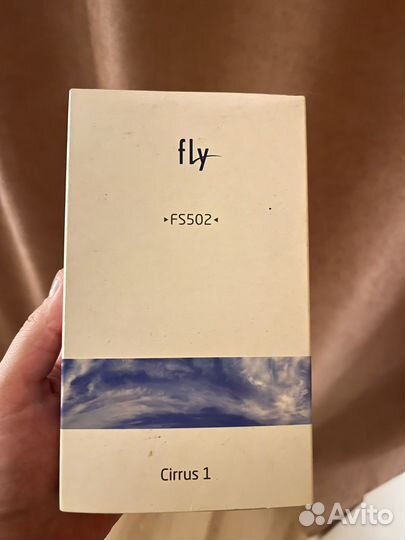 fly
▸FS502◂
Cirrus 1
Avito